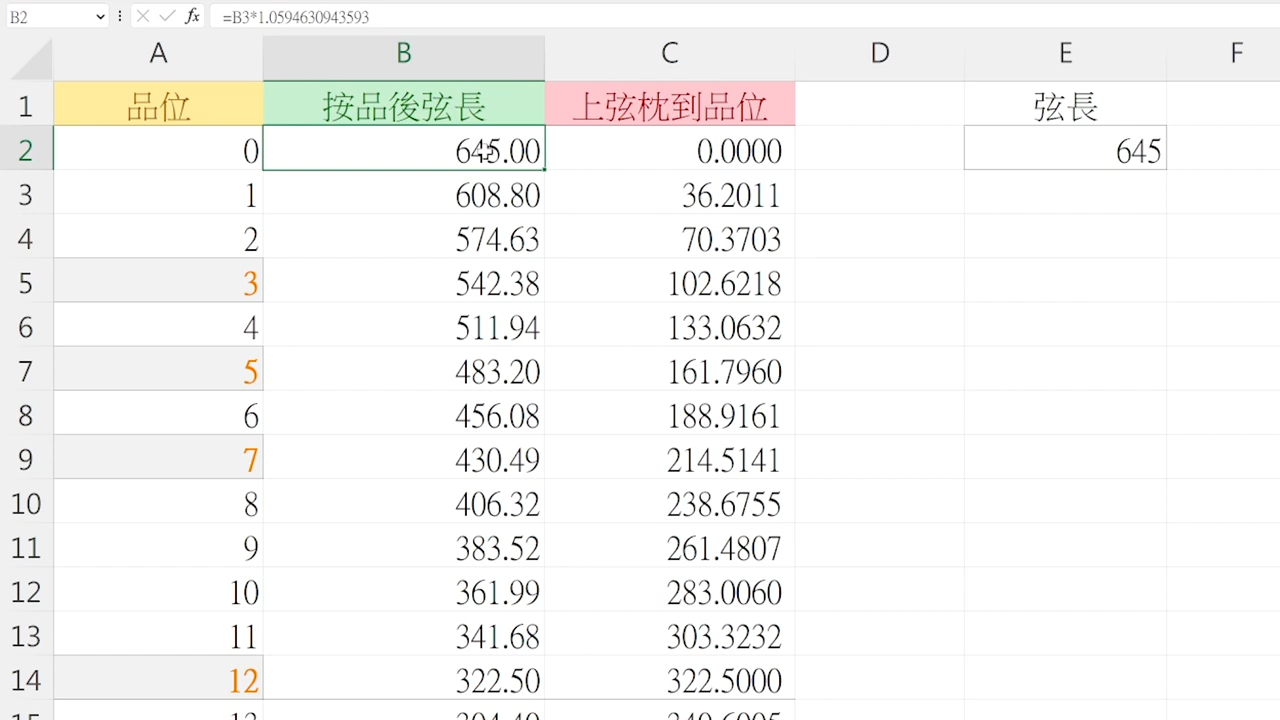 B2 fx =B3*1.0594630943593
A B C D E F
1 品位 按品後弦長 上弦枕到品位 弦長
2 0 645.00 0.0000 645
3 1 608.80 36.2011
4 2 574.63 70.3703
5 3 542.38 102.6218
6 4 511.94 133.0632
7 5 483.20 161.7960
8 6 456.08 188.9161
9 7 430.49 214.5141
10 8 406.32 238.6755
11 9 383.52 261.4807
12 10 361.99 283.0060
13 11 341.68 303.3232
14 12 322.50 322.5000